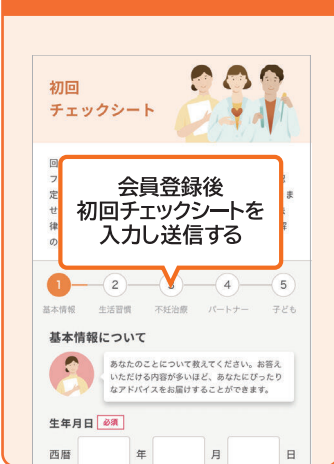 初回
チェックシート
会員登録後
初回チェックシートを
入力し送信する
1 2 3 4 5
基本情報 生活習慣 不妊治療 パートナー 子ども
基本情報について
あなたのことについて教えてください。お答え
いただける内容が多いほど、あなたにぴったり
なアドバイスをお届けすることができます。
生年月日 必須
西暦 年 月 日